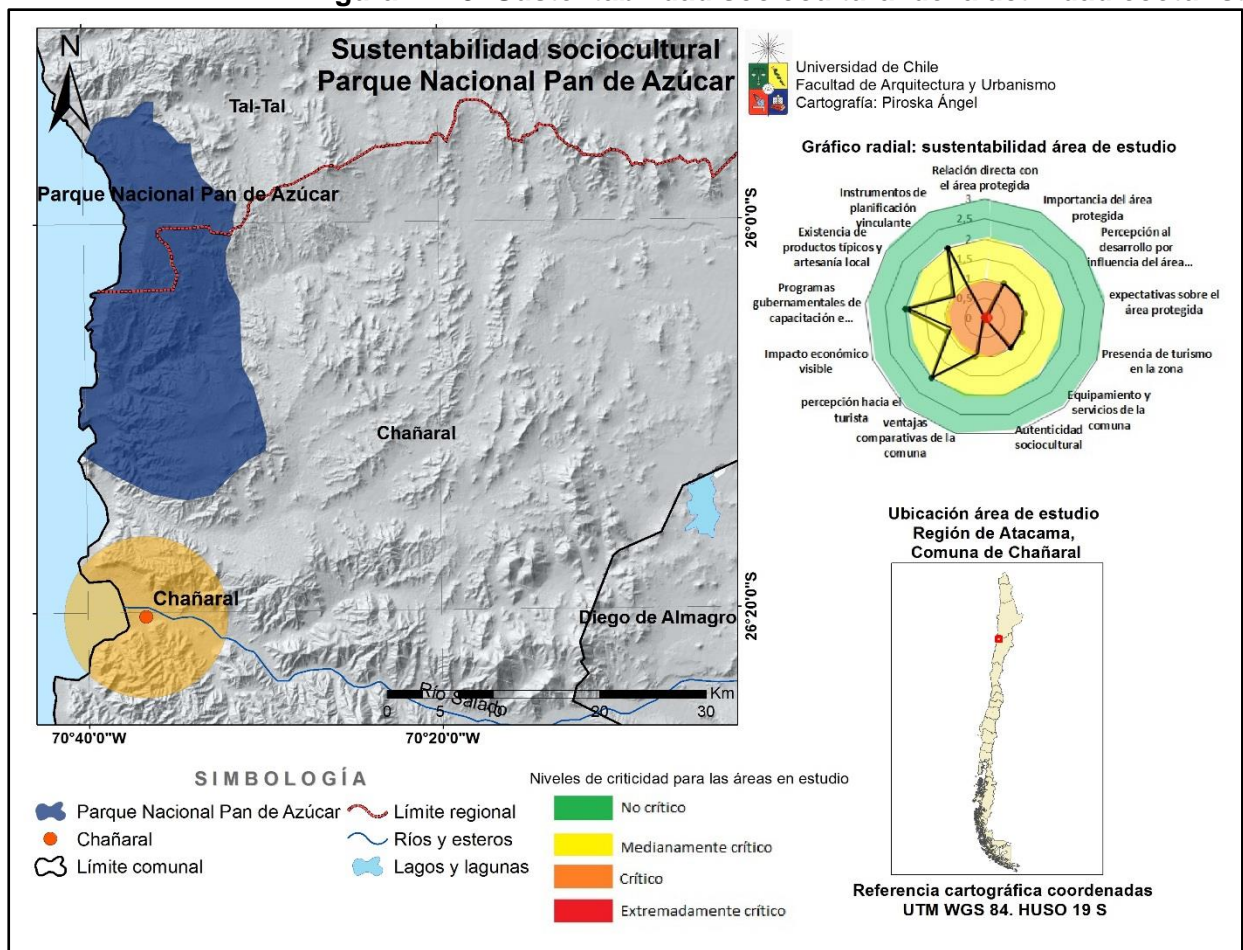 Sustentabilidad sociocultural
Parque Nacional Pan de Azúcar
N
Tal-Tal
Parque Nacional Pan de Azúcar
Chañaral
Chañaral
Diego de Almagro
Río Salado
0 5 10 20 30 Km
70°40'0"W
70°20'0"W
26°0'0"S
26°20'0"S
Universidad de Chile
Facultad de Arquitectura y Urbanismo
Cartografía: Piroska Ángel
Gráfico radial: sustentabilidad área de estudio
Relación directa con
el área protegida
Importancia del área
protegida
Percepción al
desarrollo por
influencia del área...
expectativas sobre el
área protegida
Presencia de turismo
en la zona
Equipamiento y
servicios de la
comuna
Autenticidad
sociocultural
ventajas
comparativas de la
comuna
percepción hacia el
turista
Impacto económico
visible
Programas
gubernamentales de
capacitación e...
Existencia de
productos típicos y
artesanía local
Instrumentos de
planificación
vinculante
3
2,5
2
1,5
1
0,5
0
Ubicación área de estudio
Región de Atacama,
Comuna de Chañaral
Referencia cartográfica coordenadas
UTM WGS 84. HUSO 19 S
SIMBOLOGÍA
Parque Nacional Pan de Azúcar
Chañaral
Límite comunal
Límite regional
Ríos y esteros
Lagos y lagunas
Niveles de criticidad para las áreas en estudio
No crítico
Medianamente crítico
Crítico
Extremadamente crítico